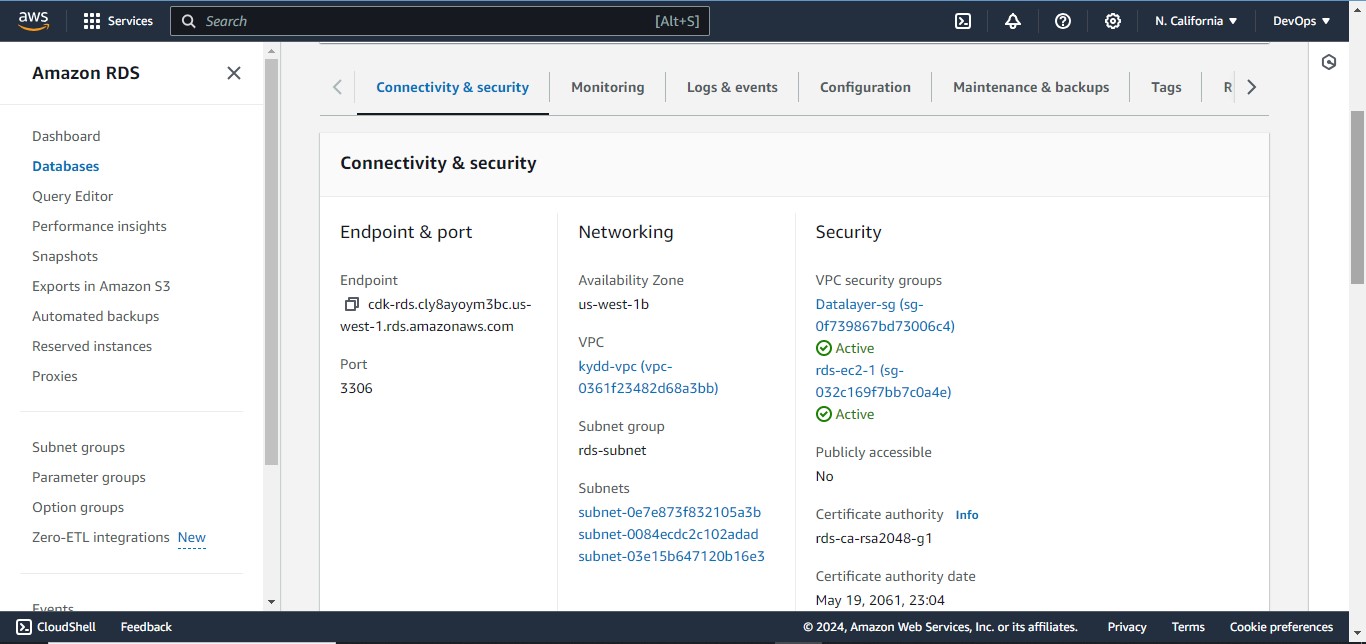 aws
Services
Search
[Alt+S]
N. California
DevOps
Amazon RDS
Dashboard
Databases
Query Editor
Performance insights
Snapshots
Exports in Amazon S3
Automated backups
Reserved instances
Proxies
Subnet groups
Parameter groups
Option groups
Zero-ETL integrations New
Events
Connectivity & security
Monitoring
Logs & events
Configuration
Maintenance & backups
Tags
R
Connectivity & security
Endpoint & port
Endpoint
cdk-rds.cly8ayoym3bc.us-
west-1.rds.amazonaws.com
Port
3306
Networking
Availability Zone
us-west-1b
VPC
kydd-vpc (vpc-
0361f23482d68a3bb)
Subnet group
rds-subnet
Subnets
subnet-0e7e873f832105a3b
subnet-0084ecdc2c102adad
subnet-03e15b647120b16e3
Security
VPC security groups
Datalayer-sg (sg-
0f739867bd73006c4)
Active
rds-ec2-1 (sg-
032c169f7bb7c0a4e)
Active
Publicly accessible
No
Certificate authority Info
rds-ca-rsa2048-g1
Certificate authority date
May 19, 2061, 23:04
CloudShell
Feedback
© 2024, Amazon Web Services, Inc. or its affiliates.
Privacy
Terms
Cookie preferences